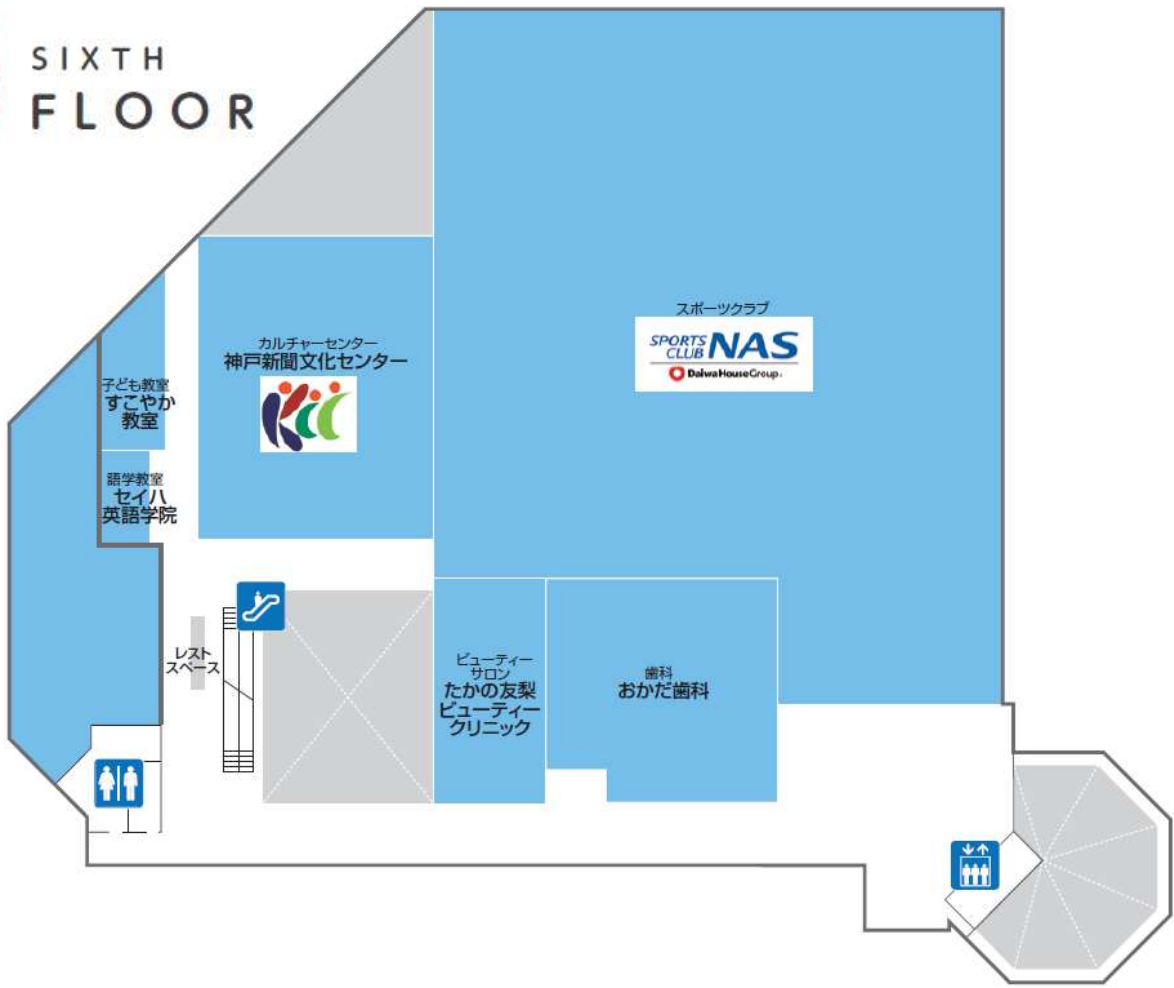 SIXTH
FLOOR
スポーツクラブ
SPORTS
CLUB NAS
DaiwaHouseGroup®
カルチャーセンター
神戸新聞文化センター
KCC
子ども教室
すこやか
教室
語学教室
セイハ
英語学院
レスト
スペース
ビューティー
サロン
たかの友梨
ビューティー
クリニック
歯科
おかだ歯科